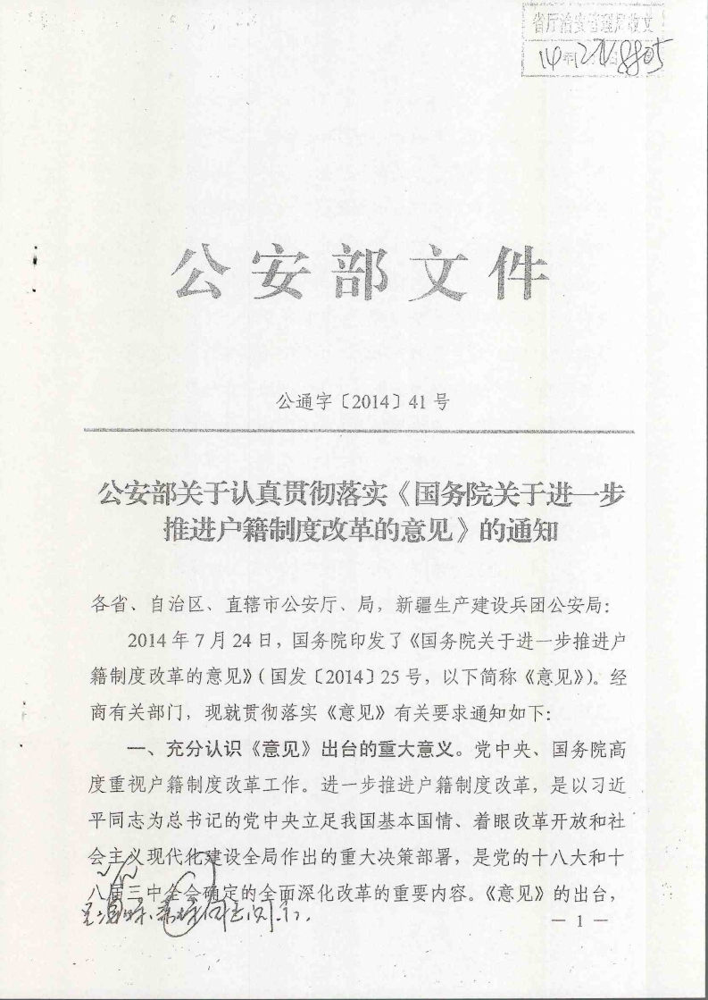 省厅治安管理局收文
14年12
公安部文件
公通字〔2014〕41号
公安部关于认真贯彻落实《国务院关于进一步
推进户籍制度改革的意见》的通知
各省、自治区、直辖市公安厅、局，新疆生产建设兵团公安局：
2014年7月24日，国务院印发了《国务院关于进一步推进户
籍制度改革的意见》（国发〔2014〕25号，以下简称《意见》）。经
商有关部门，现就贯彻落实《意见》有关要求通知如下：
一、充分认识《意见》出台的重大意义。党中央、国务院高
度重视户籍制度改革工作。进一步推进户籍制度改革，是以习近
平同志为总书记的党中央立足我国基本国情、着眼改革开放和社
会主义现代化建设全局作出的重大决策部署，是党的十八大和十
八届三中全会确定的全面深化改革的重要内容。《意见》的出台，
— 1 —